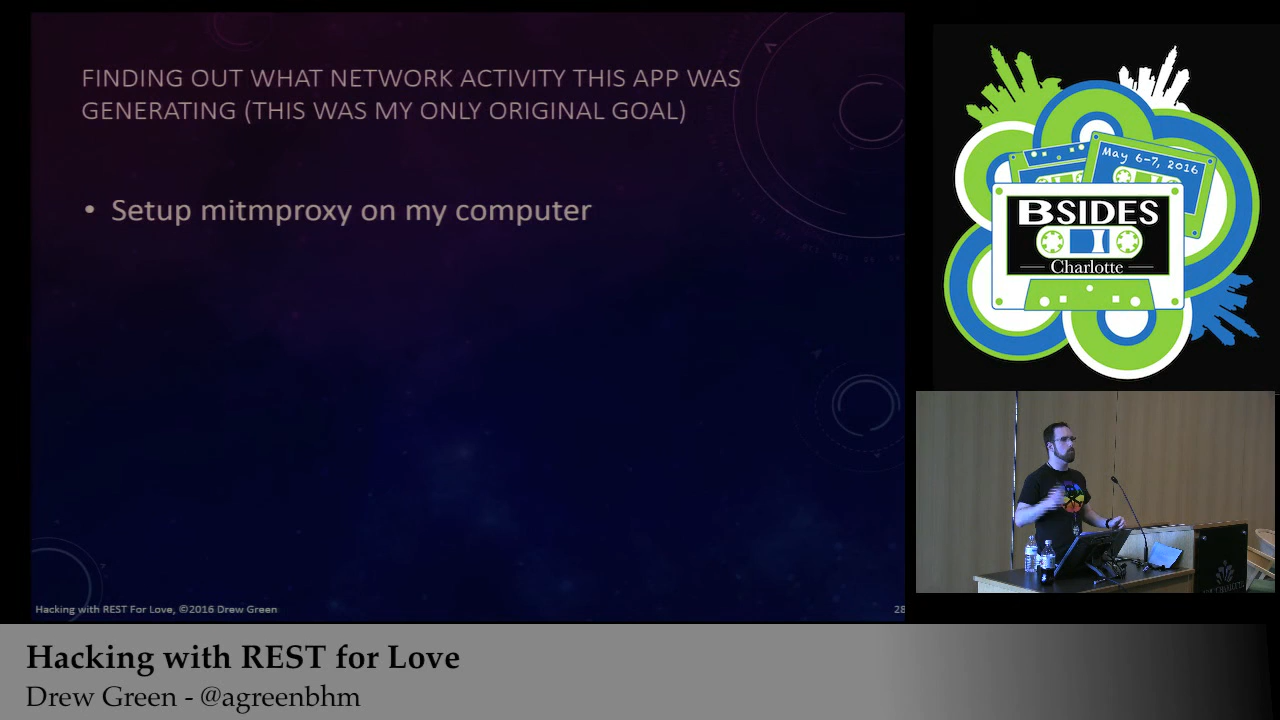 FINDING OUT WHAT NETWORK ACTIVITY THIS APP WAS
GENERATING (THIS WAS MY ONLY ORIGINAL GOAL)
• Setup mitmproxy on my computer
Hacking with REST For Love, ©2016 Drew Green
28
May 6-7, 2016
BSIDES
Charlotte
Hacking with REST for Love
Drew Green - @agreenbhm